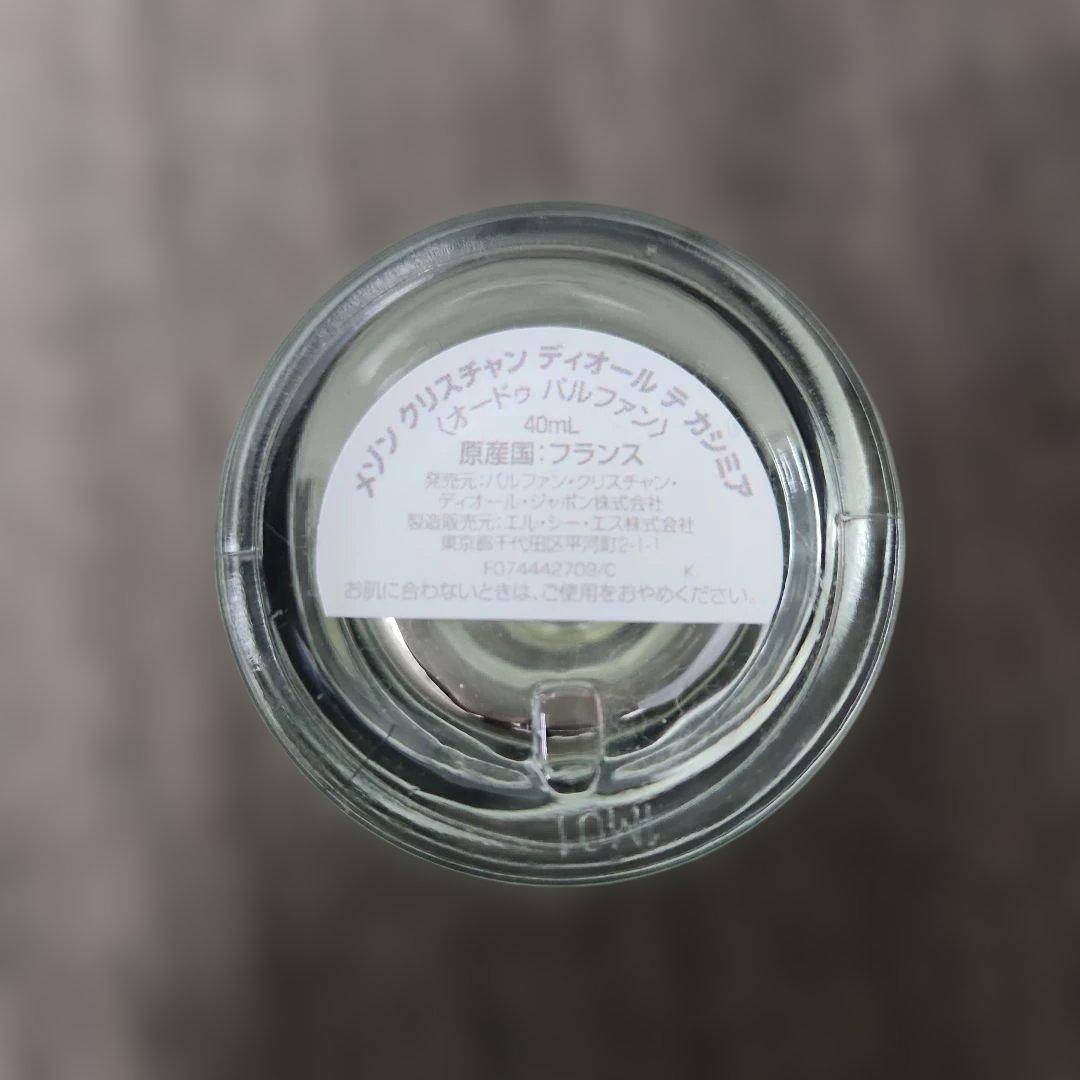 メゾン クリスチャン ディオール テ カシミア
(オードゥ パルファン)
40mL
原産国:フランス
発売元:パルファン・クリスチャン・
ディオール・ジャポン株式会社
製造販売元:エル・シー・エス株式会社
東京都千代田区平河町2-1-1
F074442709/C K
お肌に合わないときは、ご使用をおやめください。